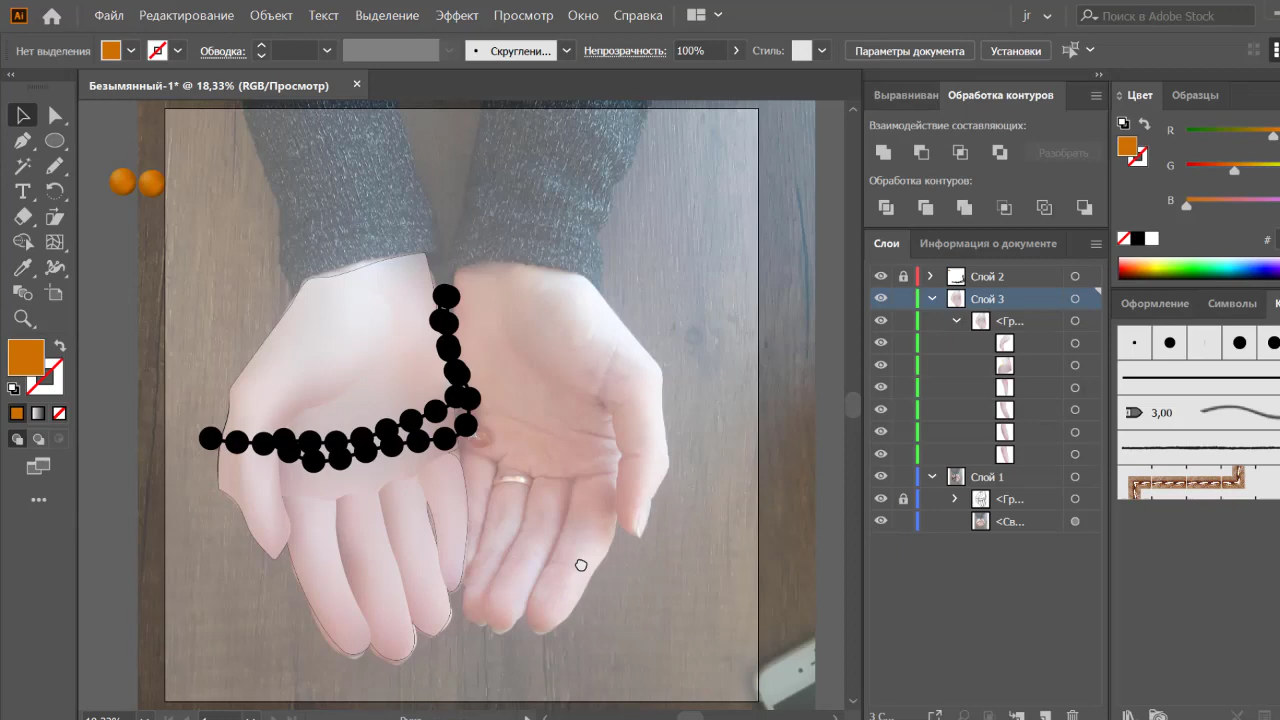 Ai Файл Редактирование Объект Текст Выделение Эффект Просмотр Окно Справка jr Поиск в Adobe Stock
Нет выделения Обводка: Скруглени... Непрозрачность: 100% Стиль: Параметры документа Установки
Безымянный-1* @ 18,33% (RGB/Просмотр)
Выравниван Обработка контуров Цвет Образцы
Взаимодействие составляющих: R
Разобрать G
Обработка контуров: B
Слои Информация о документе #
Слой 2
Слой 3
<Гр...
Оформление Символы К
3,00
Слой 1
<Гр...
<Св...